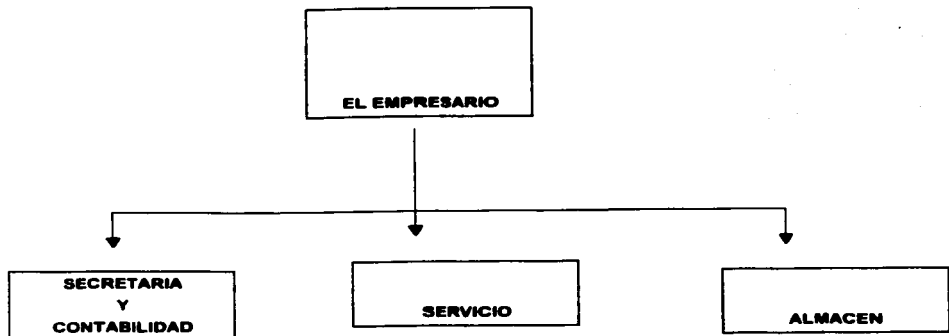 EL EMPRESARIO
SECRETARIA
Y
CONTABILIDAD
SERVICIO
ALMACEN